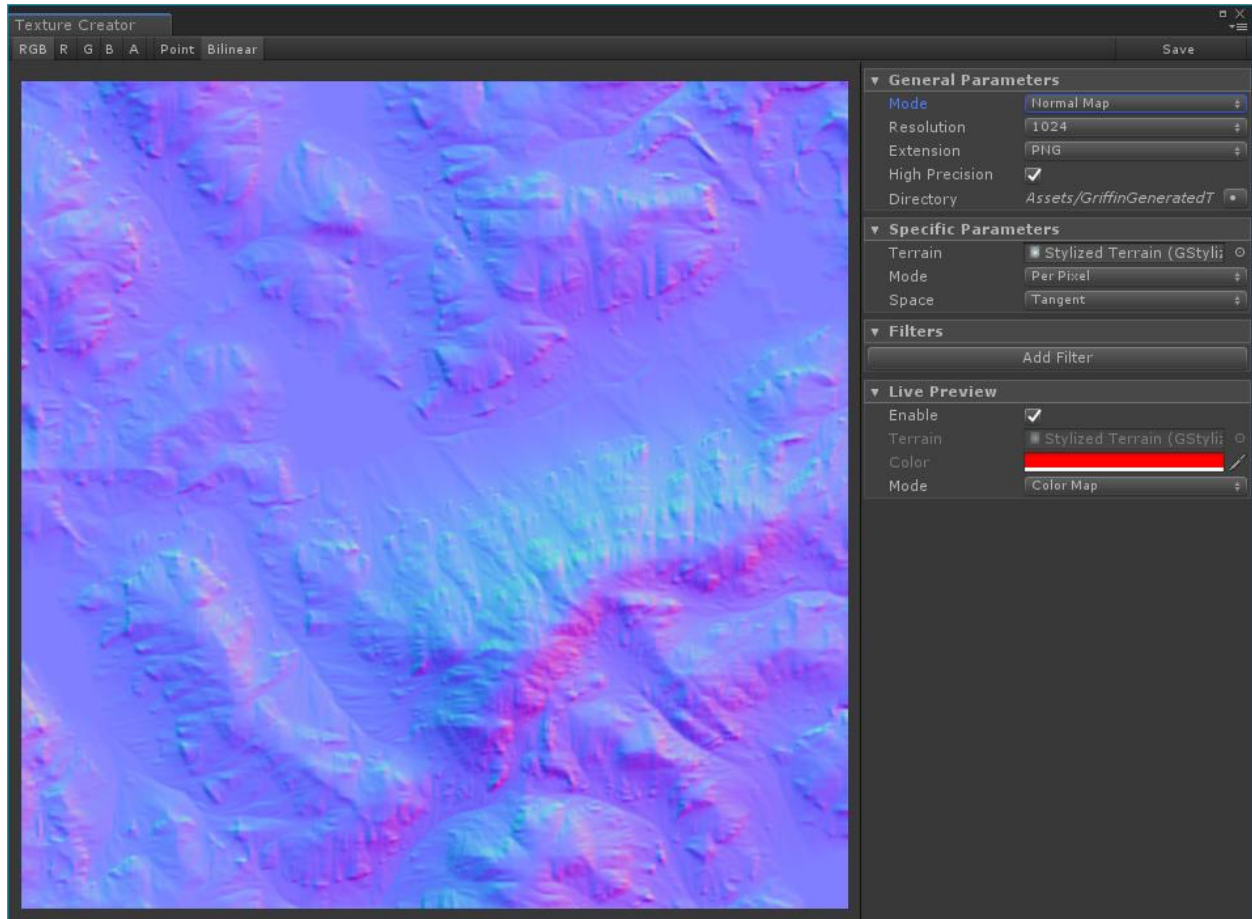 Texture Creator
RGB R G B A Point Bilinear Save
General Parameters
Mode Normal Map
Resolution 1024
Extension PNG
High Precision
Directory Assets/GriffinGeneratedT
Specific Parameters
Terrain Stylized Terrain (GStyliz
Mode Per Pixel
Space Tangent
Filters
Add Filter
Live Preview
Enable
Terrain Stylized Terrain (GStyliz
Color
Mode Color Map